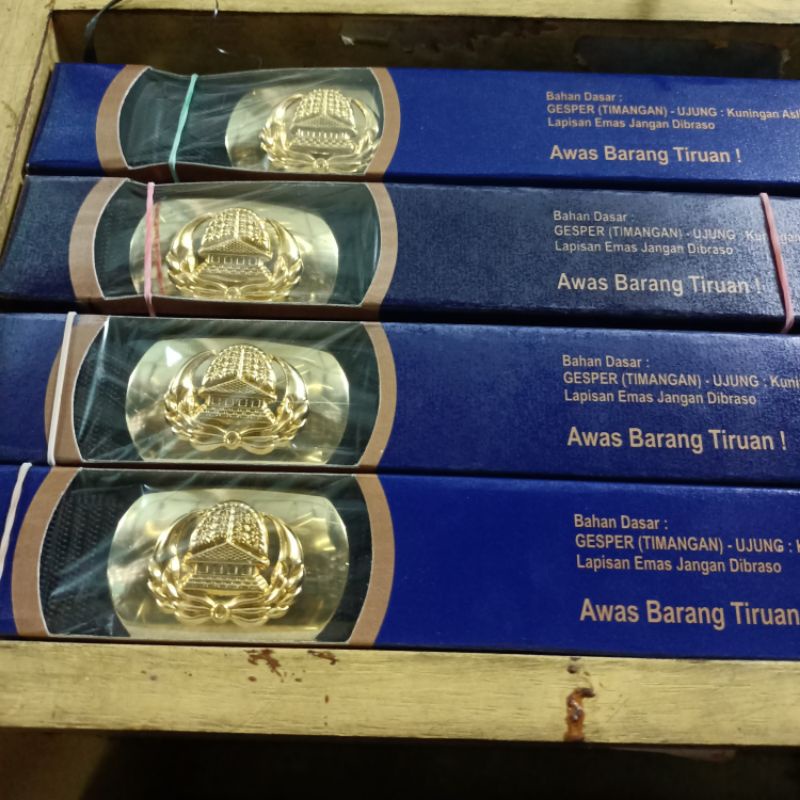 Bahan Dasar :
GESPER (TIMANGAN) - UJUNG : Kuningan Asl
Lapisan Emas Jangan Dibraso
Awas Barang Tiruan !
Bahan Dasar :
GESPER (TIMANGAN) - UJUNG : Kuningan
Lapisan Emas Jangan Dibraso
Awas Barang Tiruan !
Bahan Dasar :
GESPER (TIMANGAN) - UJUNG : Kuni
Lapisan Emas Jangan Dibraso
Awas Barang Tiruan !
Bahan Dasar :
GESPER (TIMANGAN) - UJUNG : K
Lapisan Emas Jangan Dibraso
Awas Barang Tiruan